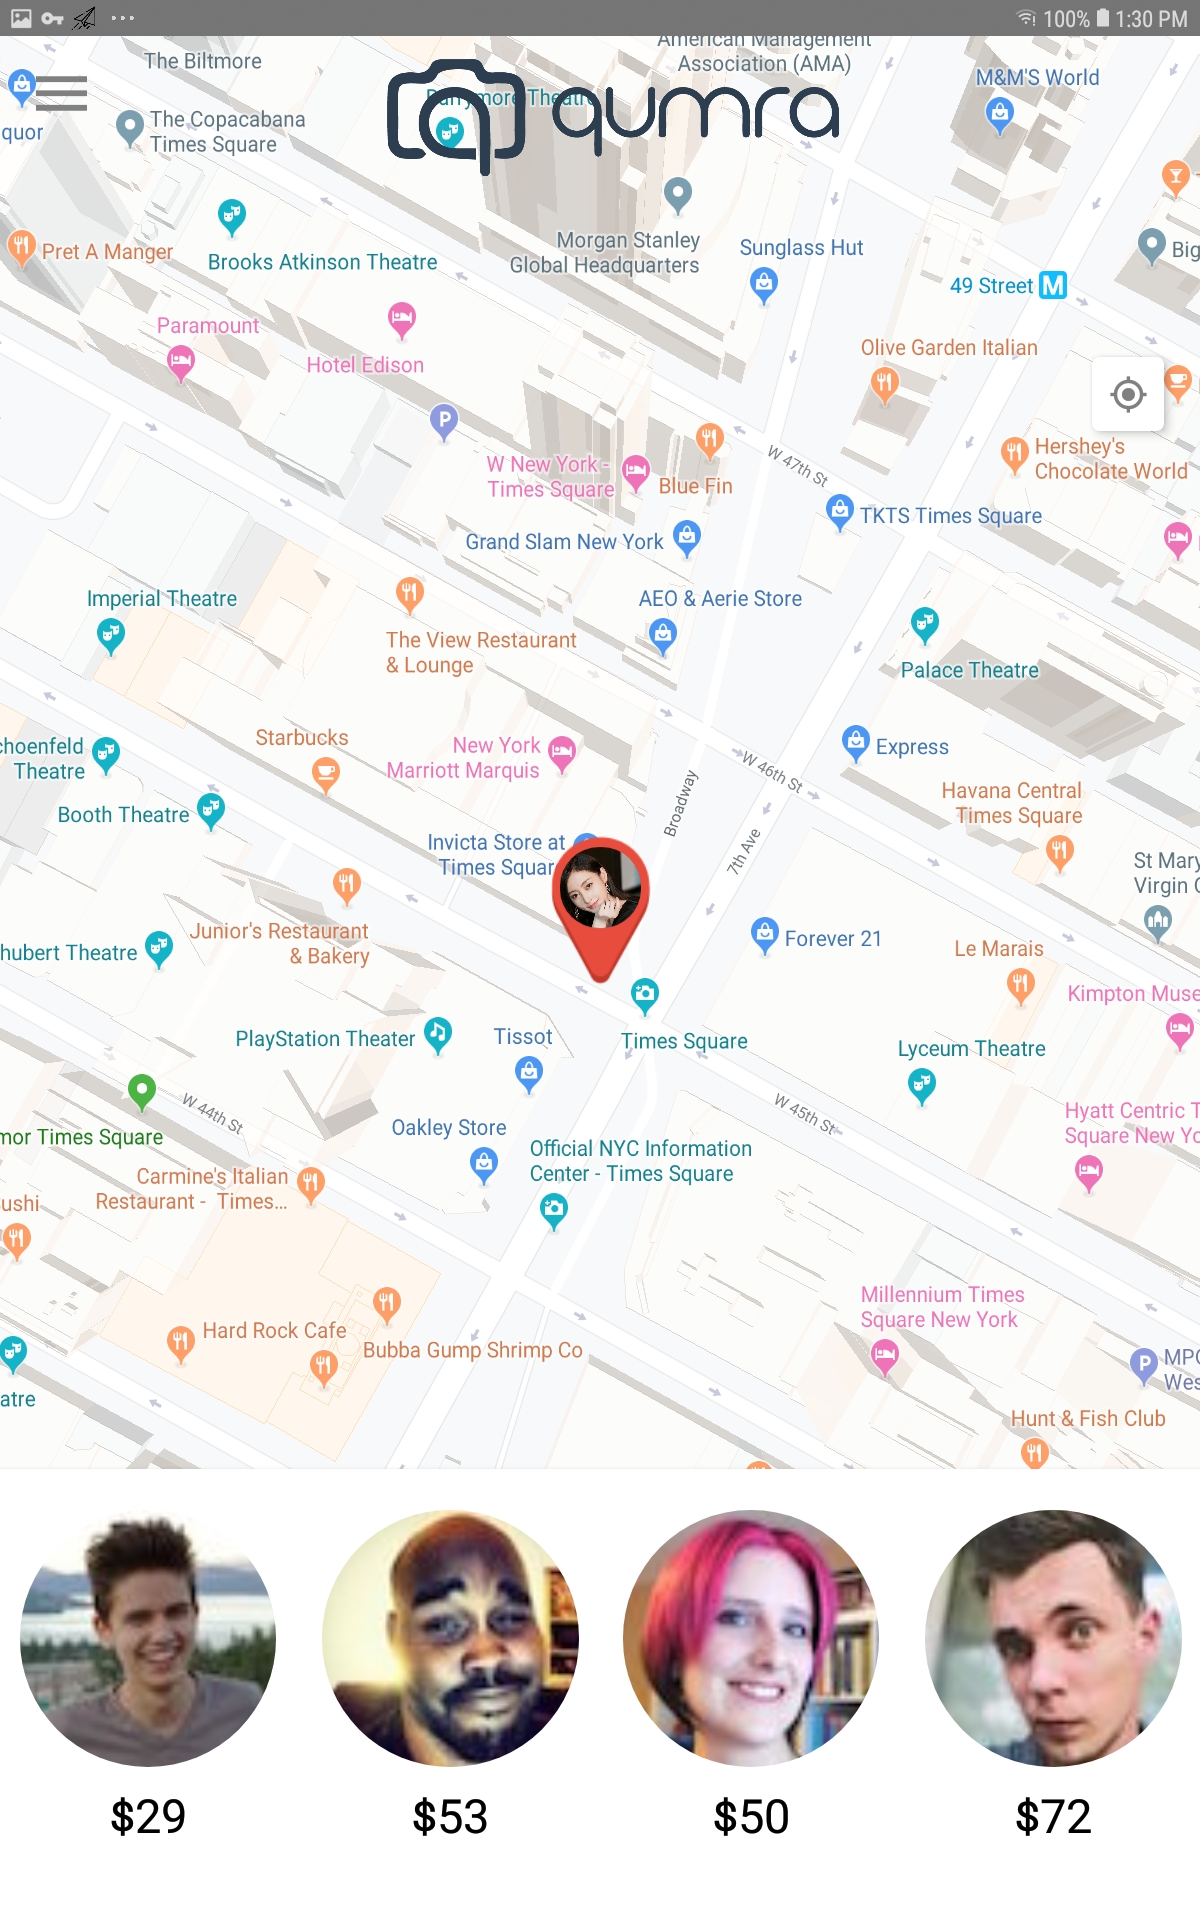 100% 1:30 PM
American Management
Association (AMA)
The Biltmore
M&M'S World
Barrymore Theatre
qumra
quor
The Copacabana
Times Square
Morgan Stanley
Global Headquarters
Sunglass Hut
Big
Pret A Manger
Brooks Atkinson Theatre
49 Street M
Paramount
Hotel Edison
Olive Garden Italian
P
W 47th St
Hershey's
Chocolate World
W New York -
Times Square
Blue Fin
TKTS Times Square
Grand Slam New York
Imperial Theatre
AEO & Aerie Store
The View Restaurant
& Lounge
Palace Theatre
choenfeld
Theatre
Starbucks
New York
Marriott Marquis
Express
W 46th St
Broadway
7th Ave
Booth Theatre
Havana Central
Times Square
Invicta Store at
Times Squar
St Mary
Virgin
Junior's Restaurant
& Bakery
hubert Theatre
Forever 21
Le Marais
Kimpton Muse
PlayStation Theater
Tissot
Times Square
Lyceum Theatre
W 44th St
W 45th St
mor Times Square
Oakley Store
Hyatt Centric T
Square New Yo
Official NYC Information
Center - Times Square
Carmine's Italian
Restaurant - Times...
ushi
Millennium Times
Square New York
Hard Rock Cafe
Bubba Gump Shrimp Co
P
MPG
Wes
atre
Hunt & Fish Club
$29 $53 $50 $72